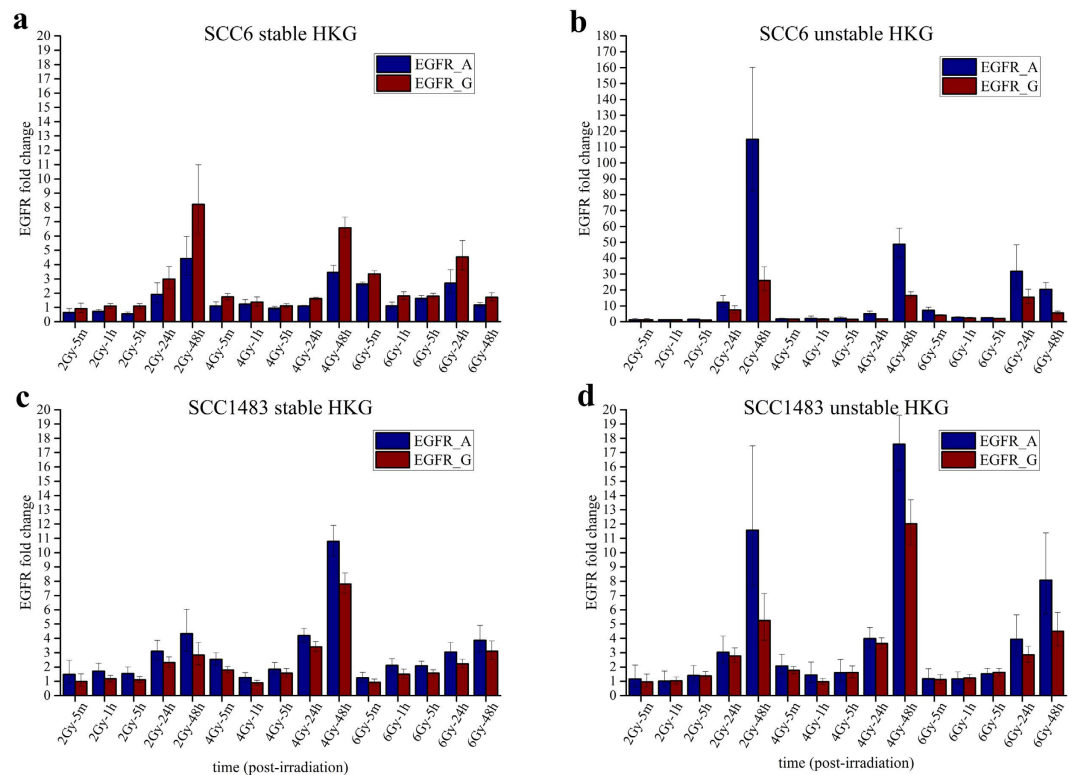 a
SCC6 stable HKG
EGFR_A
EGFR_G
EGFR fold change
20
19
18
17
16
15
14
13
12
11
10
9
8
7
6
5
4
3
2
1
0
2Gy-5m
2Gy-1h
2Gy-5h
2Gy-24h
2Gy-48h
4Gy-5m
4Gy-1h
4Gy-5h
4Gy-24h
4Gy-48h
6Gy-5m
6Gy-1h
6Gy-5h
6Gy-24h
6Gy-48h
b
SCC6 unstable HKG
EGFR_A
EGFR_G
EGFR fold change
180
170
160
150
140
130
120
110
100
90
80
70
60
50
40
30
20
10
0
2Gy-5m
2Gy-1h
2Gy-5h
2Gy-24h
2Gy-48h
4Gy-5m
4Gy-1h
4Gy-5h
4Gy-24h
4Gy-48h
6Gy-5m
6Gy-1h
6Gy-5h
6Gy-24h
6Gy-48h
c
SCC1483 stable HKG
EGFR_A
EGFR_G
EGFR fold change
20
19
18
17
16
15
14
13
12
11
10
9
8
7
6
5
4
3
2
1
0
2Gy-5m
2Gy-1h
2Gy-5h
2Gy-24h
2Gy-48h
4Gy-5m
4Gy-1h
4Gy-5h
4Gy-24h
4Gy-48h
6Gy-5m
6Gy-1h
6Gy-5h
6Gy-24h
6Gy-48h
time (post-irradiation)
d
SCC1483 unstable HKG
EGFR_A
EGFR_G
EGFR fold change
20
19
18
17
16
15
14
13
12
11
10
9
8
7
6
5
4
3
2
1
0
2Gy-5m
2Gy-1h
2Gy-5h
2Gy-24h
2Gy-48h
4Gy-5m
4Gy-1h
4Gy-5h
4Gy-24h
4Gy-48h
6Gy-5m
6Gy-1h
6Gy-5h
6Gy-24h
6Gy-48h
time (post-irradiation)